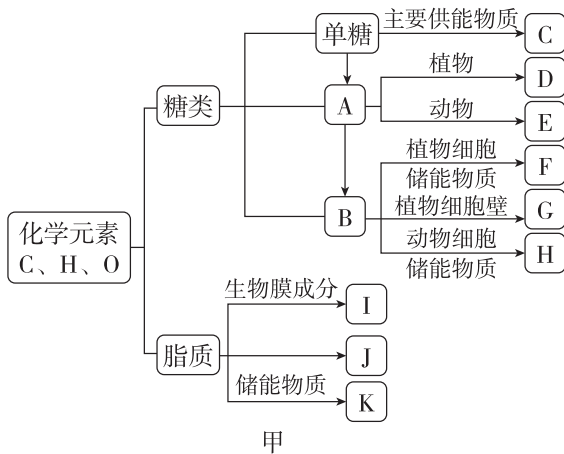 单糖
主要供能物质
C
糖类
A
植物
D
动物
E
B
植物细胞
储能物质
F
植物细胞壁
G
动物细胞
储能物质
H
化学元素
C、H、O
脂质
生物膜成分
I
J
储能物质
K
甲